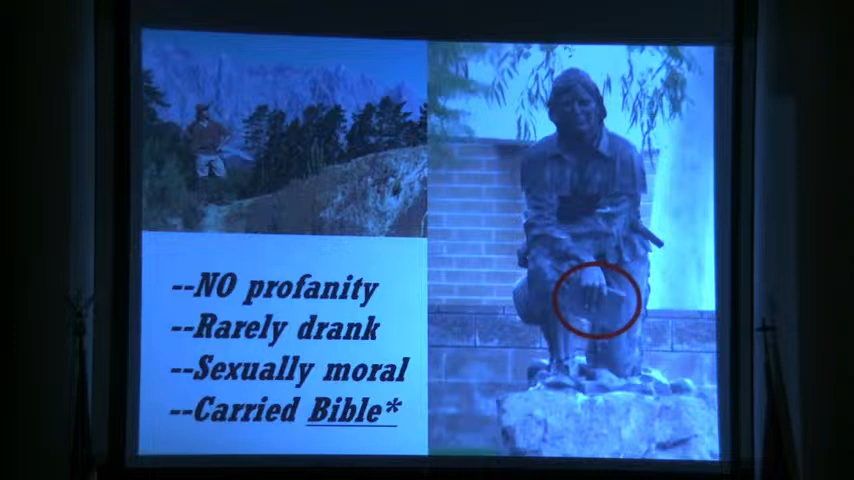 --NO profanity
--Rarely drank
--Sexually moral
--Carried Bible*